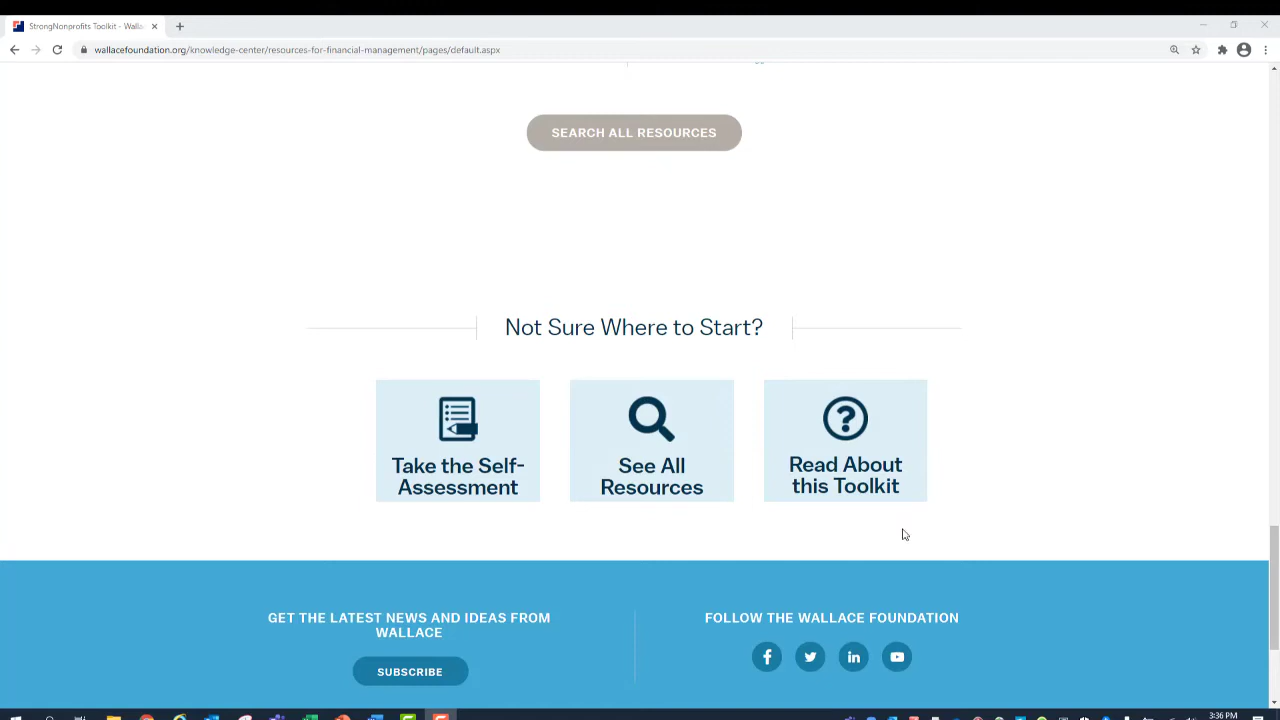 StrongNonprofits Toolkit - Walla
wallacefoundation.org/knowledge-center/resources-for-financial-management/pages/default.aspx
SEARCH ALL RESOURCES
Not Sure Where to Start?
Take the Self-
Assessment
See All
Resources
Read About
this Toolkit
GET THE LATEST NEWS AND IDEAS FROM
WALLACE
SUBSCRIBE
FOLLOW THE WALLACE FOUNDATION
3:36 PM